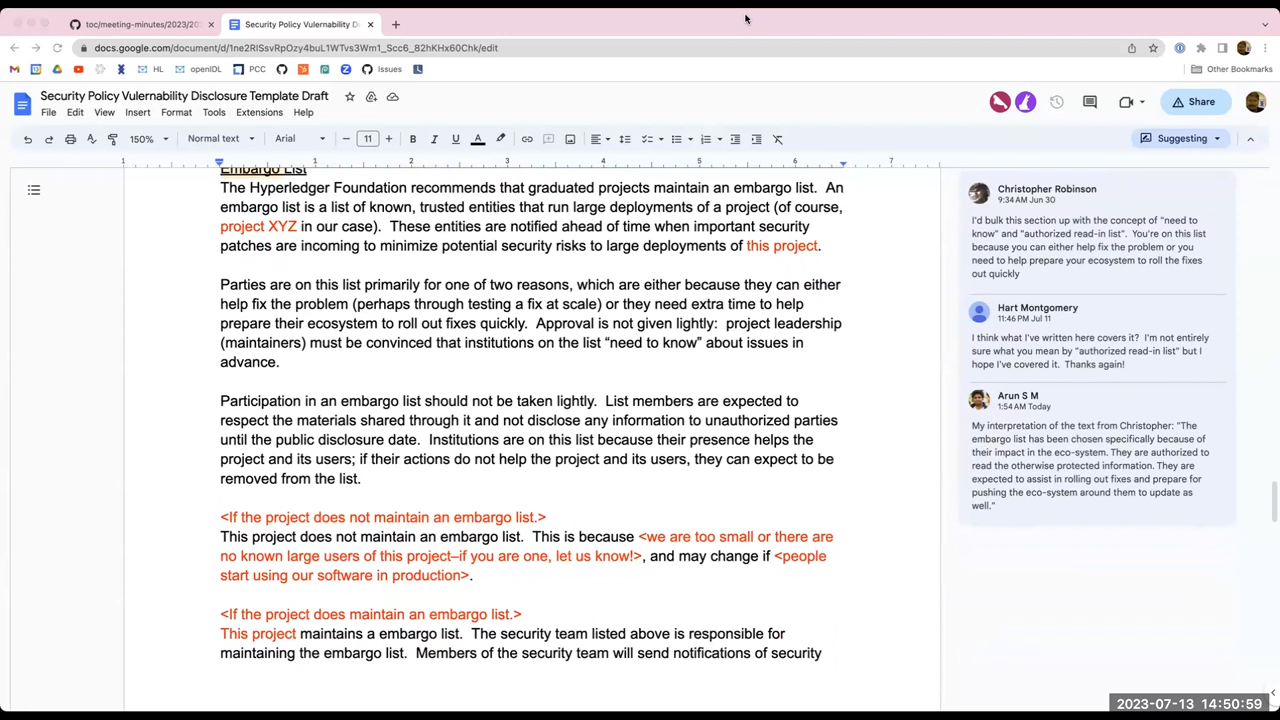 toc/meeting-minutes/2023/20
Security Policy Vulernability Di
docs.google.com/document/d/1ne2RlSsvRpOzy4buL1WTvs3Wm1_Scc6_82hKHx60Chk/edit
HL
openIDL
PCC
Issues
Other Bookmarks
Security Policy Vulernability Disclosure Template Draft
File Edit View Insert Format Tools Extensions Help
Share
150%
Normal text
Arial
11
Suggesting
1 1 2 3 4 5 6 7
Embargo List
The Hyperledger Foundation recommends that graduated projects maintain an embargo list. An
embargo list is a list of known, trusted entities that run large deployments of a project (of course,
project XYZ in our case). These entities are notified ahead of time when important security
patches are incoming to minimize potential security risks to large deployments of this project.
Parties are on this list primarily for one of two reasons, which are either because they can either
help fix the problem (perhaps through testing a fix at scale) or they need extra time to help
prepare their ecosystem to roll out fixes quickly. Approval is not given lightly: project leadership
(maintainers) must be convinced that institutions on the list “need to know” about issues in
advance.
Participation in an embargo list should not be taken lightly. List members are expected to
respect the materials shared through it and not disclose any information to unauthorized parties
until the public disclosure date. Institutions are on this list because their presence helps the
project and its users; if their actions do not help the project and its users, they can expect to be
removed from the list.
<If the project does not maintain an embargo list.>
This project does not maintain an embargo list. This is because <we are too small or there are
no known large users of this project–if you are one, let us know!>, and may change if <people
start using our software in production>.
<If the project does maintain an embargo list.>
This project maintains a embargo list. The security team listed above is responsible for
maintaining the embargo list. Members of the security team will send notifications of security
Christopher Robinson
9:34 AM Jun 30
I'd bulk this section up with the concept of "need to
know" and "authorized read-in list". You're on this list
because you can either help fix the problem or you
need to help prepare your ecosystem to roll the fixes
out quickly
Hart Montgomery
11:46 PM Jul 11
I think what I've written here covers it? I'm not entirely
sure what you mean by "authorized read-in list" but I
hope I've covered it. Thanks again!
Arun S M
1:54 AM Today
My interpretation of the text from Christopher: "The
embargo list has been chosen specifically because of
their impact in the eco-system. They are authorized to
read the otherwise protected information. They are
expected to assist in rolling out fixes and prepare for
pushing the eco-system around them to update as
well."
2023-07-13 14:50:59